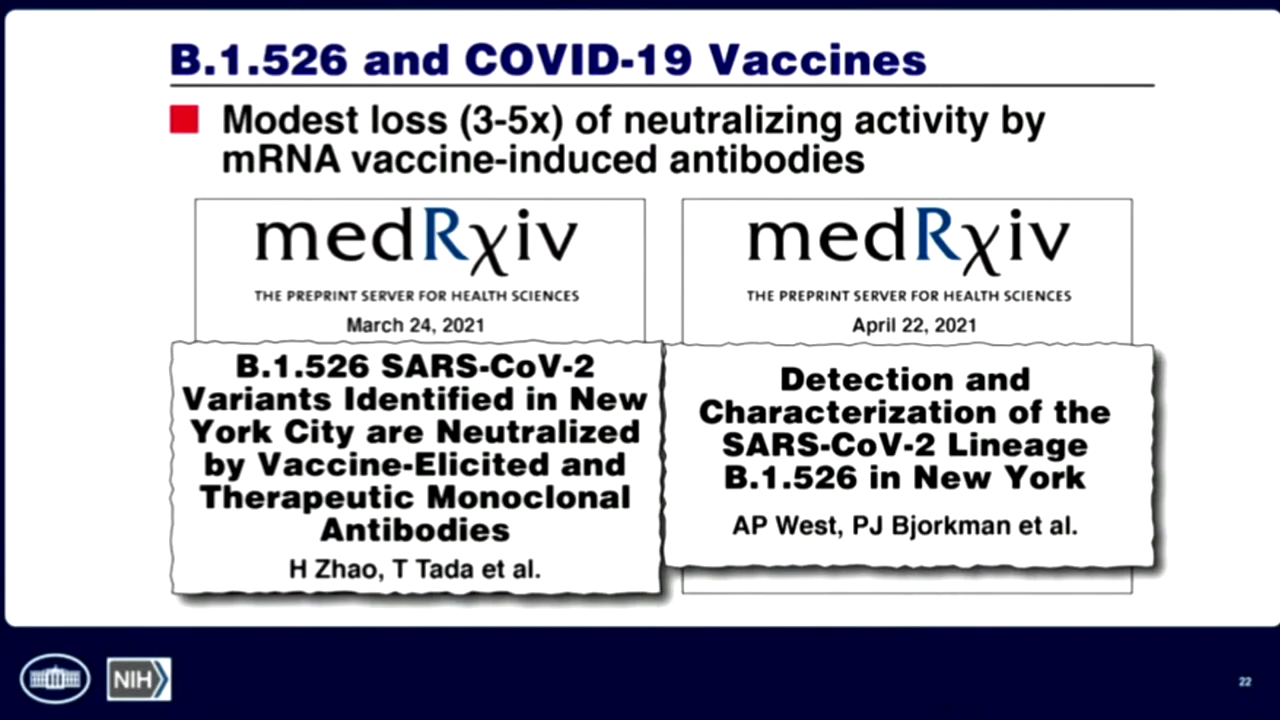 B.1.526 and COVID-19 Vaccines
Modest loss (3-5x) of neutralizing activity by
mRNA vaccine-induced antibodies
medRχiv
THE PREPRINT SERVER FOR HEALTH SCIENCES
March 24, 2021
B.1.526 SARS-CoV-2
Variants Identified in New
York City are Neutralized
by Vaccine-Elicited and
Therapeutic Monoclonal
Antibodies
H Zhao, T Tada et al.
medRχiv
THE PREPRINT SERVER FOR HEALTH SCIENCES
April 22, 2021
Detection and
Characterization of the
SARS-CoV-2 Lineage
B.1.526 in New York
AP West, PJ Bjorkman et al.
NIH
22